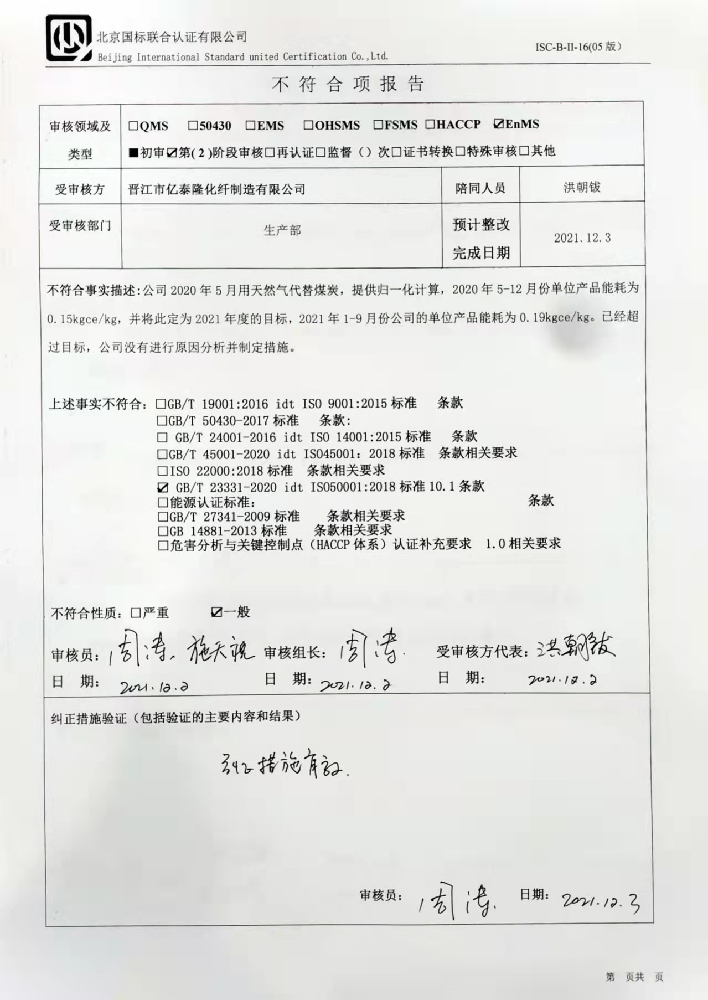 北京国标联合认证有限公司
Beijing International Standard united Certification Co.,Ltd.
ISC-B-II-16(05 版)
不符合项报告
审核领域及类型
□QMS □50430 □EMS □OHSMS □FSMS □HACCP ☑EnMS
■初审☑第( 2 )阶段审核□再认证□监督（）次□证书转换□特殊审核□其他
受审核方 晋江市亿泰隆化纤制造有限公司 陪同人员 洪朝钹
受审核部门 生产部 预计整改完成日期 2021.12.3
不符合事实描述:公司 2020 年 5 月用天然气代替煤炭，提供归一化计算，2020 年 5-12 月份单位产品能耗为
0.15kgce/kg，并将此定为 2021 年度的目标，2021 年 1-9 月份公司的单位产品能耗为 0.19kgce/kg。已经超
过目标，公司没有进行原因分析并制定措施。
上述事实不符合：□GB/T 19001:2016 idt ISO 9001:2015 标准 条款
□GB/T 50430-2017 标准 条款:
□ GB/T 24001-2016 idt ISO 14001:2015 标准 条款
□GB/T 45001-2020 idt ISO45001：2018 标准 条款相关要求
□ISO 22000:2018 标准 条款相关要求
☑ GB/T 23331-2020 idt ISO50001:2018 标准 10.1 条款
□能源认证标准： 条款
□GB/T 27341-2009 标准 条款相关要求
□GB 14881-2013 标准 条款相关要求
□危害分析与关键控制点（HACCP 体系）认证补充要求 1.0 相关要求
不符合性质：□严重 ☑一般
审核员：周涛、施天视 审核组长：周涛. 受审核方代表：洪朝钹
日 期： 2021.12.2 日 期： 2021.12.2 日 期： 2021.12.2
纠正措施验证（包括验证的主要内容和结果）
纠正措施有效.
审核员： 周涛. 日期： 2021.12.3
第 页共 页